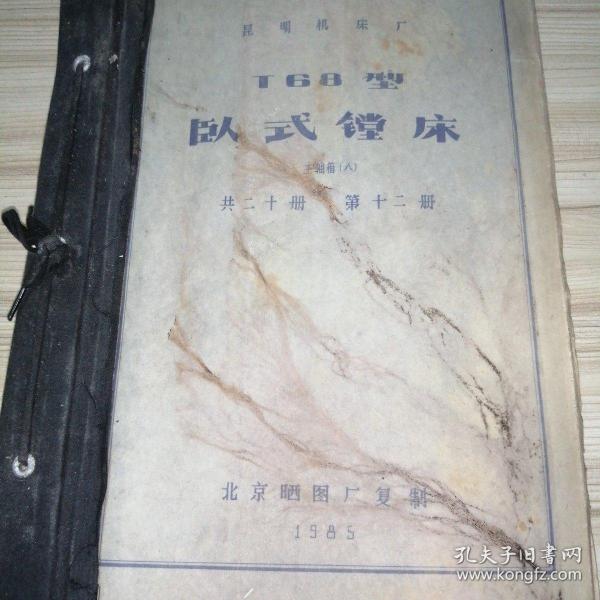 昆明机床厂
T68型
卧式镗床
主轴箱(八)
共二十册 第十二册
北京晒图厂复制
1985
孔夫子旧書网
www.kongfz.com